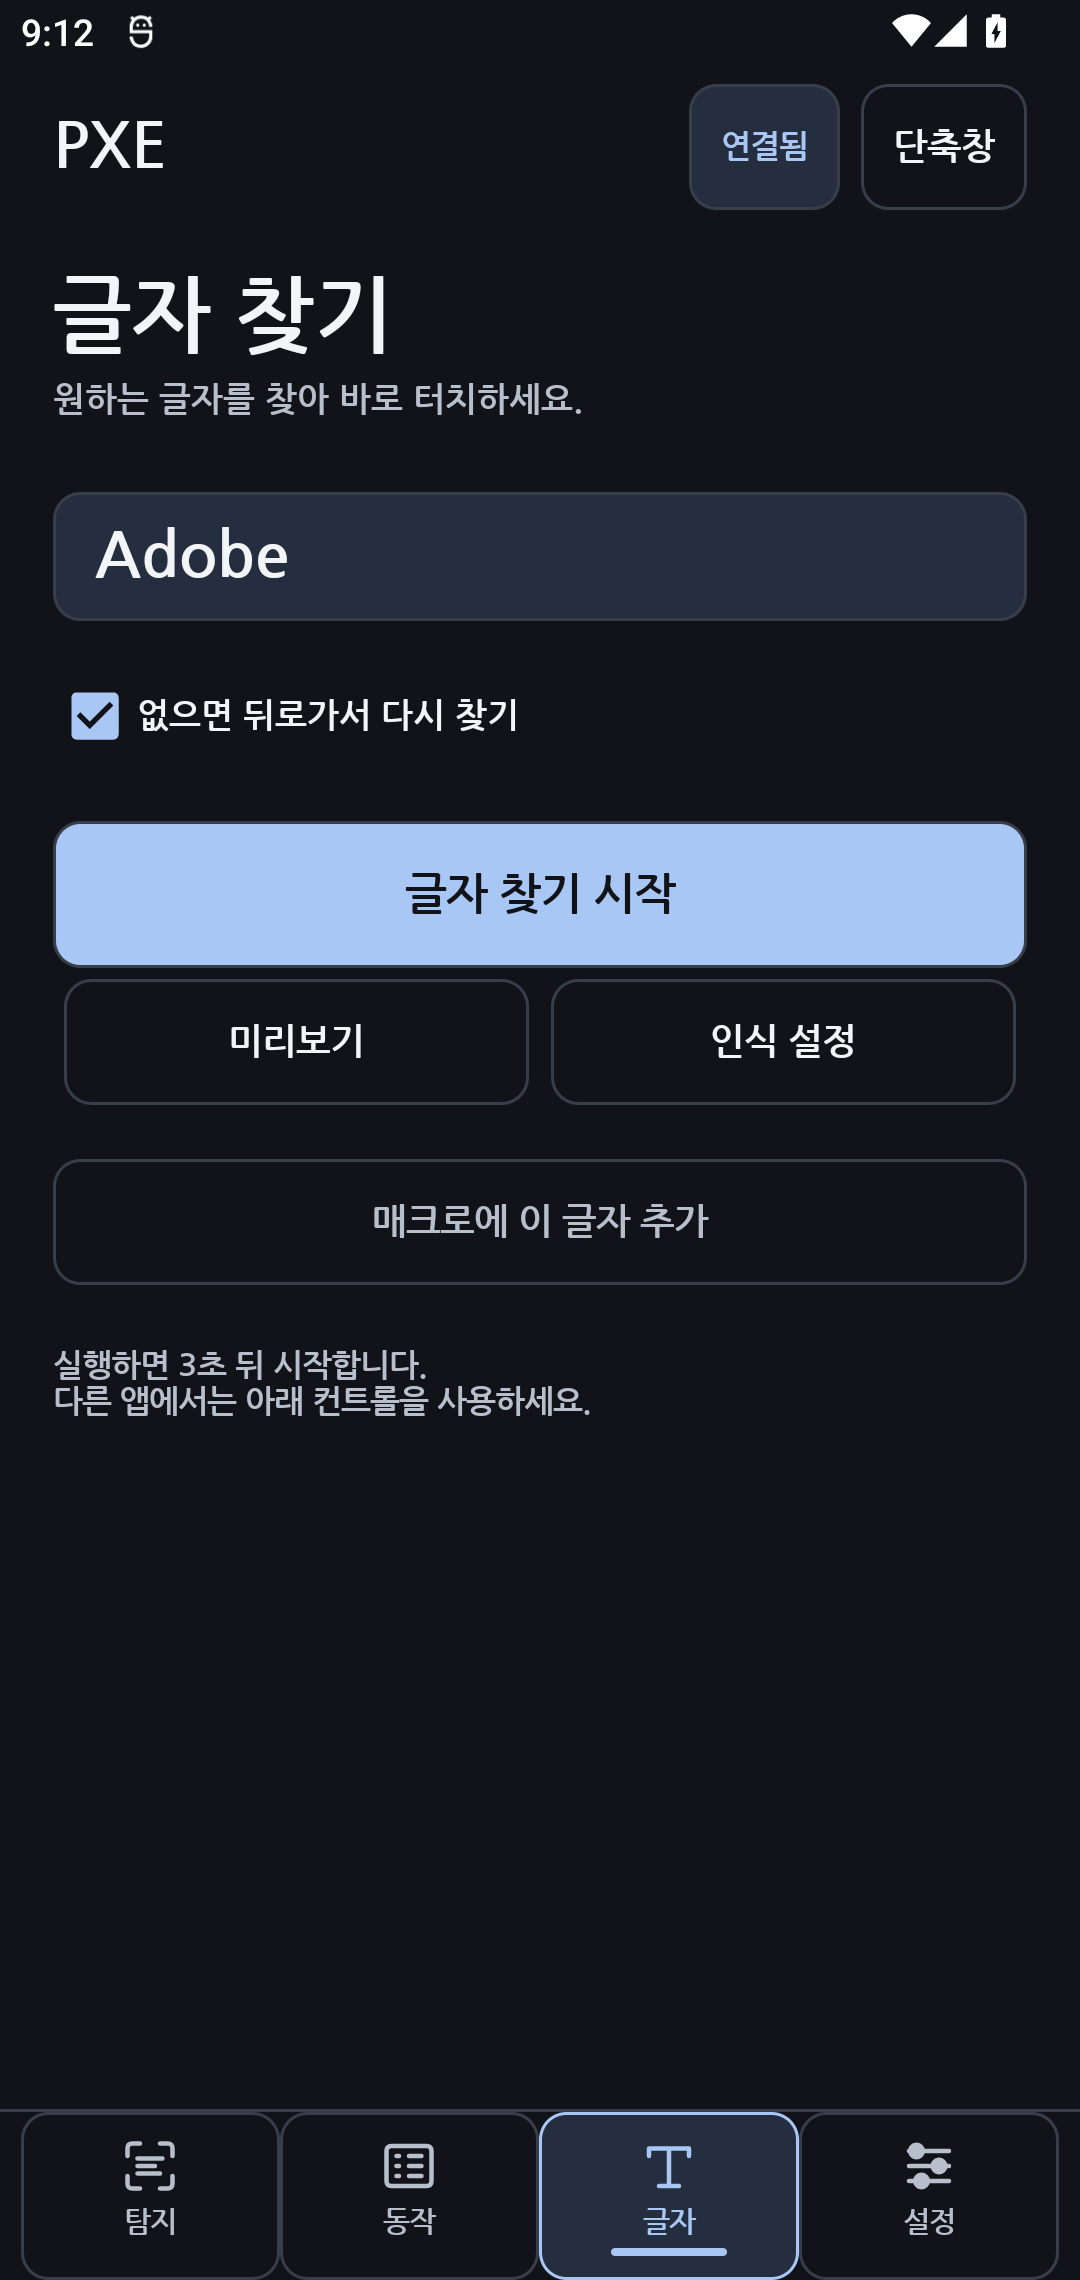 9:12
PXE
연결됨
단축창
글자 찾기
원하는 글자를 찾아 바로 터치하세요.
Adobe
없으면 뒤로가서 다시 찾기
글자 찾기 시작
미리보기
인식 설정
매크로에 이 글자 추가
실행하면 3초 뒤 시작합니다.
다른 앱에서는 아래 컨트롤을 사용하세요.
탐지
동작
글자
설정